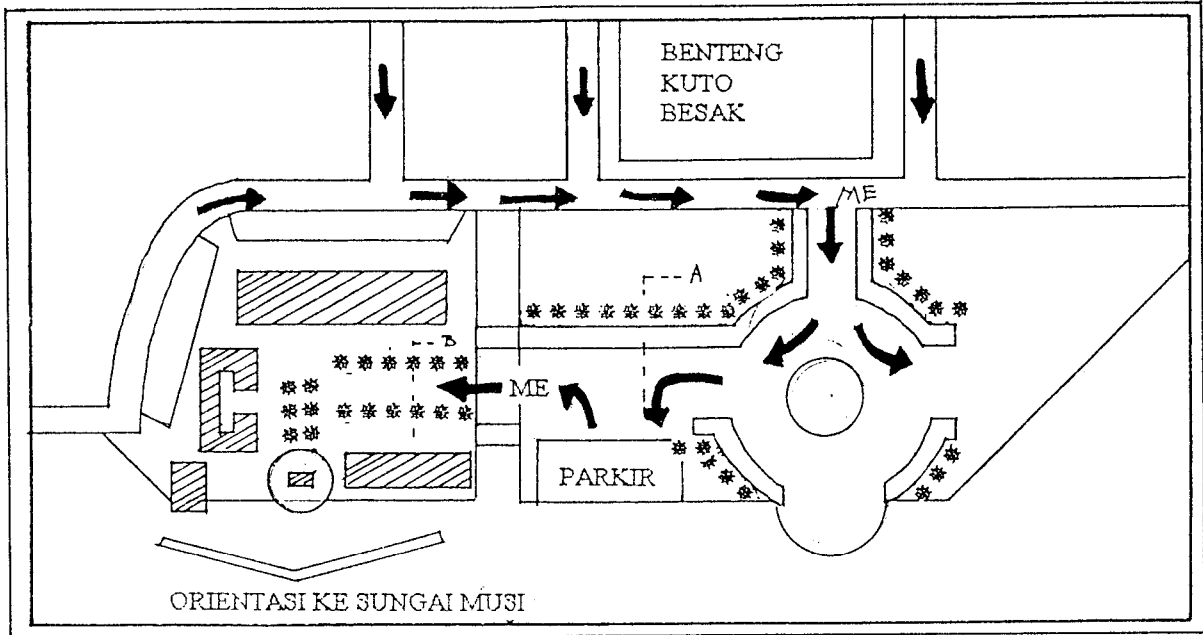 BENTENG
KUTO
BESAK
ME
A
B
ME
PARKIR
ORIENTASI KE SUNGAI MUSI